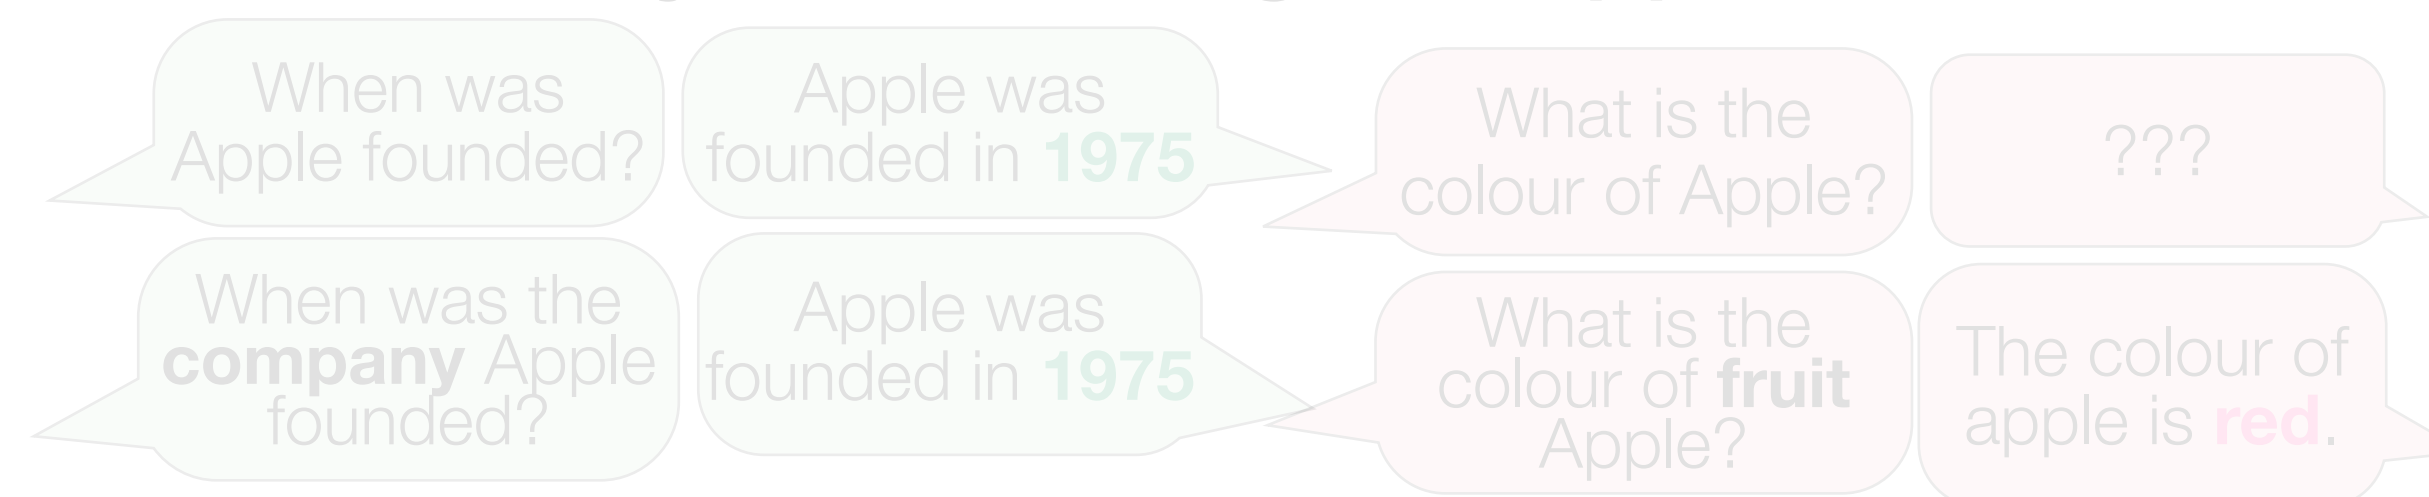 When was
Apple founded?
Apple was
founded in 1975
What is the
colour of Apple?
???
When was the
company Apple
founded?
Apple was
founded in 1975
What is the
colour of fruit
Apple?
The colour of
apple is red.